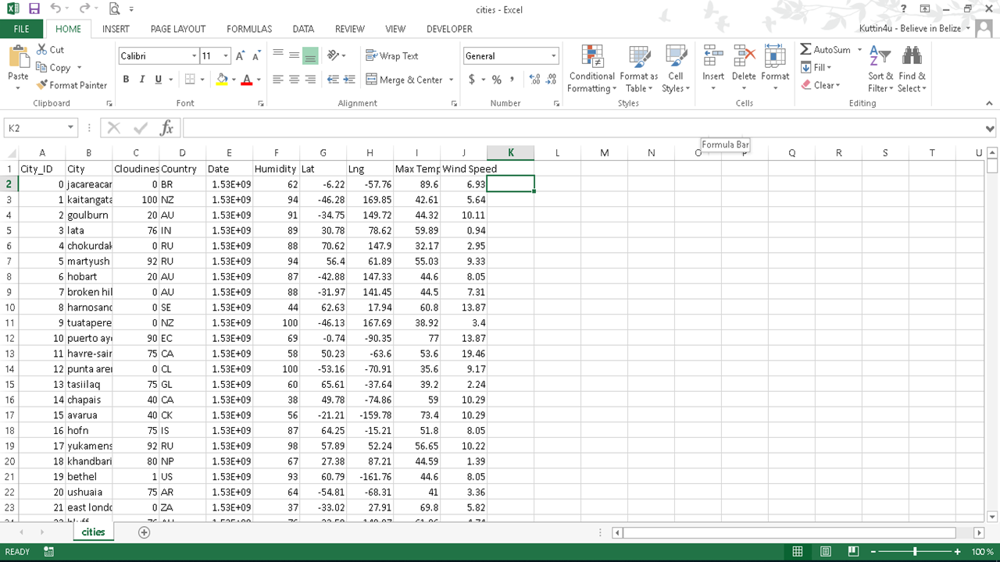 cities - Excel
FILE HOME INSERT PAGE LAYOUT FORMULAS DATA REVIEW VIEW DEVELOPER Kuttin4u - Believe in Belize
Paste Cut Copy Format Painter Clipboard
Calibri 11 B I U A Font
Wrap Text Merge & Center Alignment
General $ % , Number
Conditional Formatting Format as Table Cell Styles Styles
Insert Delete Format Cells
AutoSum Fill Clear Sort & Filter Find & Select Editing
K2 fx
Formula Bar
A B C D E F G H I J K L M N O P Q R S T U
1 City_ID City Cloudines Country Date Humidity Lat Lng Max Temp Wind Speed
2 0 jacareacar 0 BR 1.53E+09 62 -6.22 -57.76 89.6 6.93
3 1 kaitangata 100 NZ 1.53E+09 94 -46.28 169.85 42.61 5.64
4 2 goulburn 20 AU 1.53E+09 91 -34.75 149.72 44.32 10.11
5 3 lata 76 IN 1.53E+09 89 30.78 78.62 59.89 0.94
6 4 chokurdak 0 RU 1.53E+09 88 70.62 147.9 32.17 2.95
7 5 martyush 92 RU 1.53E+09 94 56.4 61.89 55.03 9.33
8 6 hobart 20 AU 1.53E+09 87 -42.88 147.33 44.6 8.05
9 7 broken hil 0 AU 1.53E+09 88 -31.97 141.45 44.5 7.31
10 8 harnosand 0 SE 1.53E+09 44 62.63 17.94 60.8 13.87
11 9 tuatapere 0 NZ 1.53E+09 100 -46.13 167.69 38.92 3.4
12 10 puerto ayo 90 EC 1.53E+09 69 -0.74 -90.35 77 13.87
13 11 havre-sain 75 CA 1.53E+09 58 50.23 -63.6 53.6 19.46
14 12 punta aren 0 CL 1.53E+09 100 -53.16 -70.91 35.6 9.17
15 13 tasiilaq 75 GL 1.53E+09 60 65.61 -37.64 39.2 2.24
16 14 chapais 40 CA 1.53E+09 38 49.78 -74.86 59 10.29
17 15 avarua 40 CK 1.53E+09 56 -21.21 -159.78 73.4 10.29
18 16 hofn 75 IS 1.53E+09 87 64.25 -15.21 51.8 8.05
19 17 yukamens 92 RU 1.53E+09 98 57.89 52.24 56.65 10.22
20 18 khandbari 80 NP 1.53E+09 67 27.38 87.21 44.59 1.39
21 19 bethel 1 US 1.53E+09 93 60.79 -161.76 44.6 8.05
22 20 ushuaia 75 AR 1.53E+09 64 -54.81 -68.31 41 3.36
23 21 east londo 0 ZA 1.53E+09 37 -33.02 27.91 69.8 5.82
cities
READY 100 %